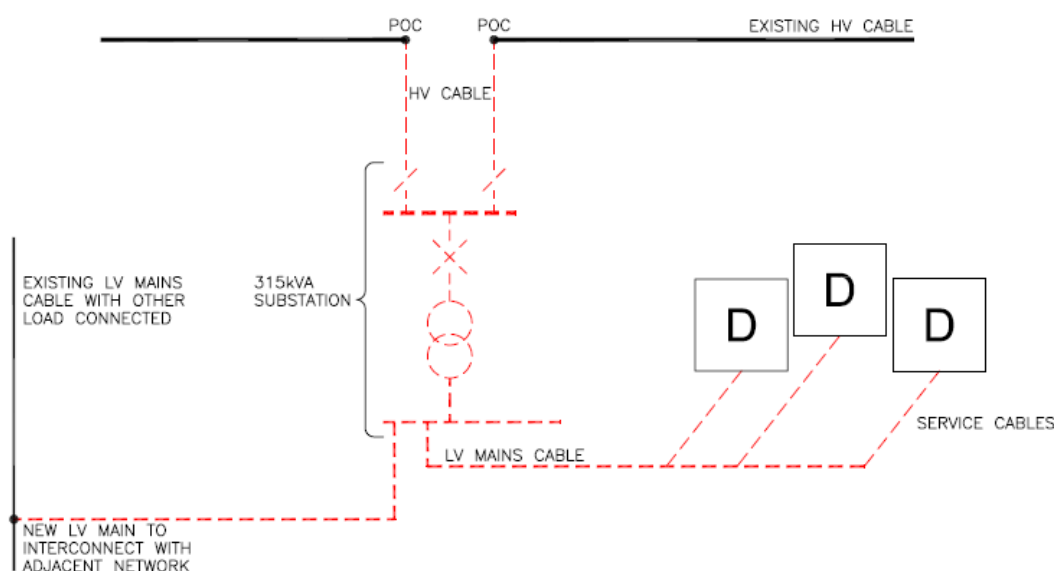 POC
POC
EXISTING HV CABLE
HV CABLE
EXISTING LV MAINS
CABLE WITH OTHER
LOAD CONNECTED
315kVA
SUBSTATION
D
D
D
SERVICE CABLES
LV MAINS CABLE
NEW LV MAIN TO
INTERCONNECT WITH
ADJACENT NETWORK